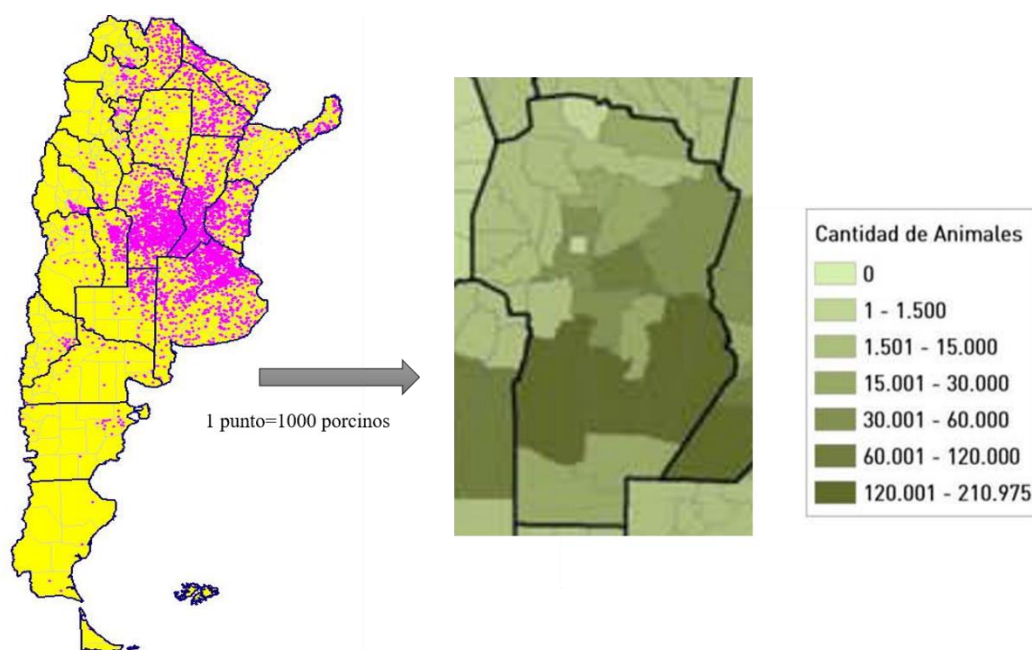 1 punto=1000 porcinos
Cantidad de Animales
0
1 - 1.500
1.501 - 15.000
15.001 - 30.000
30.001 - 60.000
60.001 - 120.000
120.001 - 210.975